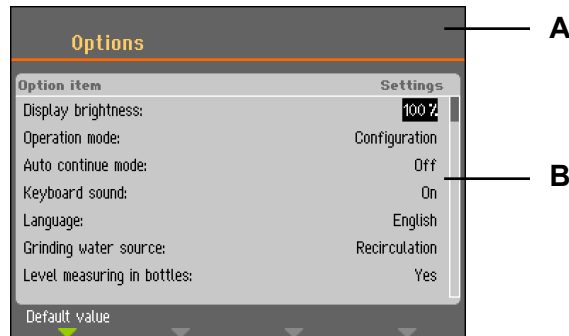 Options
A
Option item Settings
Display brightness: 100 %
Operation mode: Configuration
Auto continue mode: Off
B
Keyboard sound: On
Language: English
Grinding water source: Recirculation
Level measuring in bottles: Yes
Default value